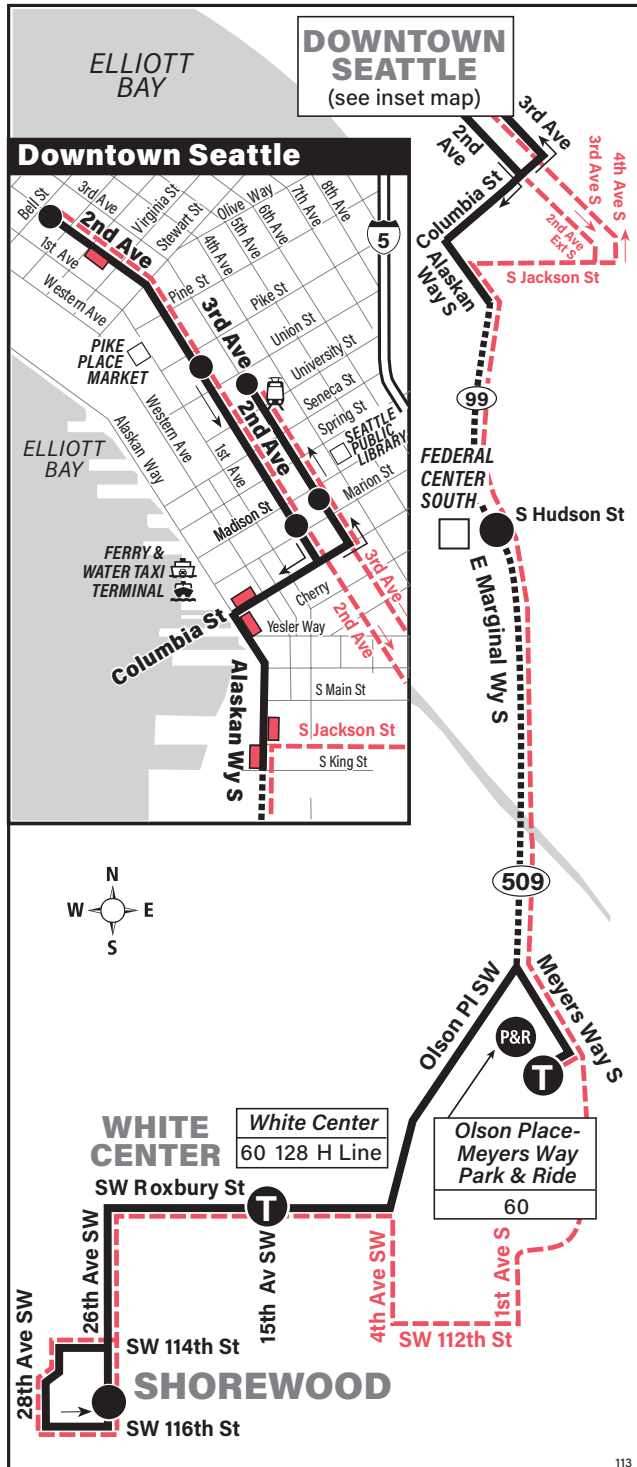 ELLIOTT
BAY
DOWNTOWN
SEATTLE
(see inset map)
3rd Ave
2nd
Ave
3rd Ave S
4th Ave S
Columbia St
2nd Ave
Ext S
Alaskan
Way S
S Jackson St
Downtown Seattle
Bell St
3rd Ave
Virginia St
Stewart St
Olive Way
7th Ave
8th Ave
6th Ave
5th Ave
4th Ave
2nd Ave
1st Ave
Western Ave
Pine St
Pike St
5
3rd Ave
Union St
University St
Seneca St
Spring St
PIKE
PLACE
MARKET
2nd Ave
SEATTLE
PUBLIC
LIBRARY
Western Ave
Alaskan Way
1st Ave
ELLIOTT
BAY
Marion St
Madison St
FERRY &
WATER TAXI
TERMINAL
3rd Ave
2nd Ave
Cherry
Columbia St
Yesler Way
Alaskan Wy S
S Main St
S Jackson St
S King St
99
FEDERAL
CENTER
SOUTH
S Hudson St
E Marginal Wy S
509
N
W
E
S
Olson Pl SW
Meyers Way S
P&R
T
WHITE
CENTER
White Center
60 128 H Line
Olson Place-
Meyers Way
Park & Ride
60
SW Roxbury St
T
26th Ave SW
15th Av SW
4th Ave SW
1st Ave S
SW 112th St
28th Ave SW
SW 114th St
SHOREWOOD
SW 116th St
113